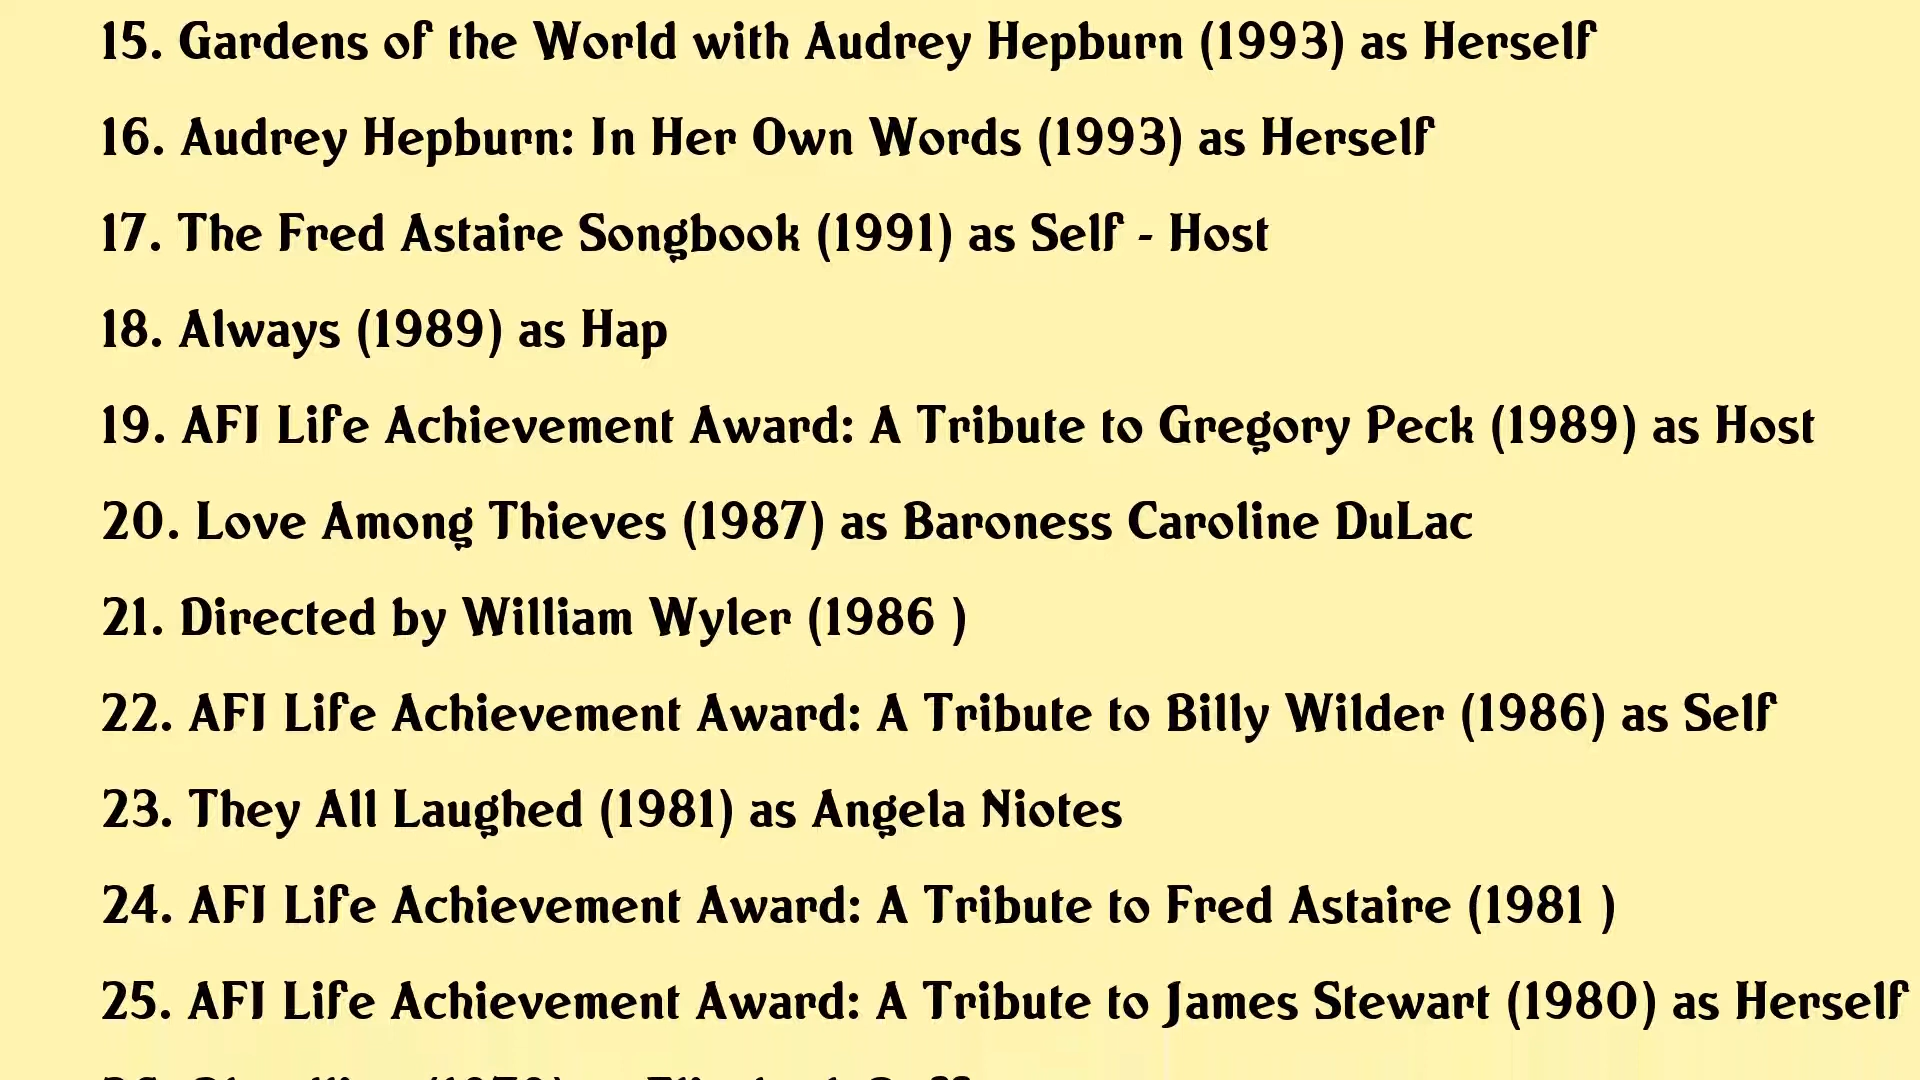 15. Gardens of the World with Audrey Hepburn (1993) as Herself
16. Audrey Hepburn: In Her Own Words (1993) as Herself
17. The Fred Astaire Songbook (1991) as Self - Host
18. Always (1989) as Hap
19. AFI Life Achievement Award: A Tribute to Gregory Peck (1989) as Host
20. Love Among Thieves (1987) as Baroness Caroline DuLac
21. Directed by William Wyler (1986 )
22. AFI Life Achievement Award: A Tribute to Billy Wilder (1986) as Self
23. They All Laughed (1981) as Angela Niotes
24. AFI Life Achievement Award: A Tribute to Fred Astaire (1981 )
25. AFI Life Achievement Award: A Tribute to James Stewart (1980) as Herself